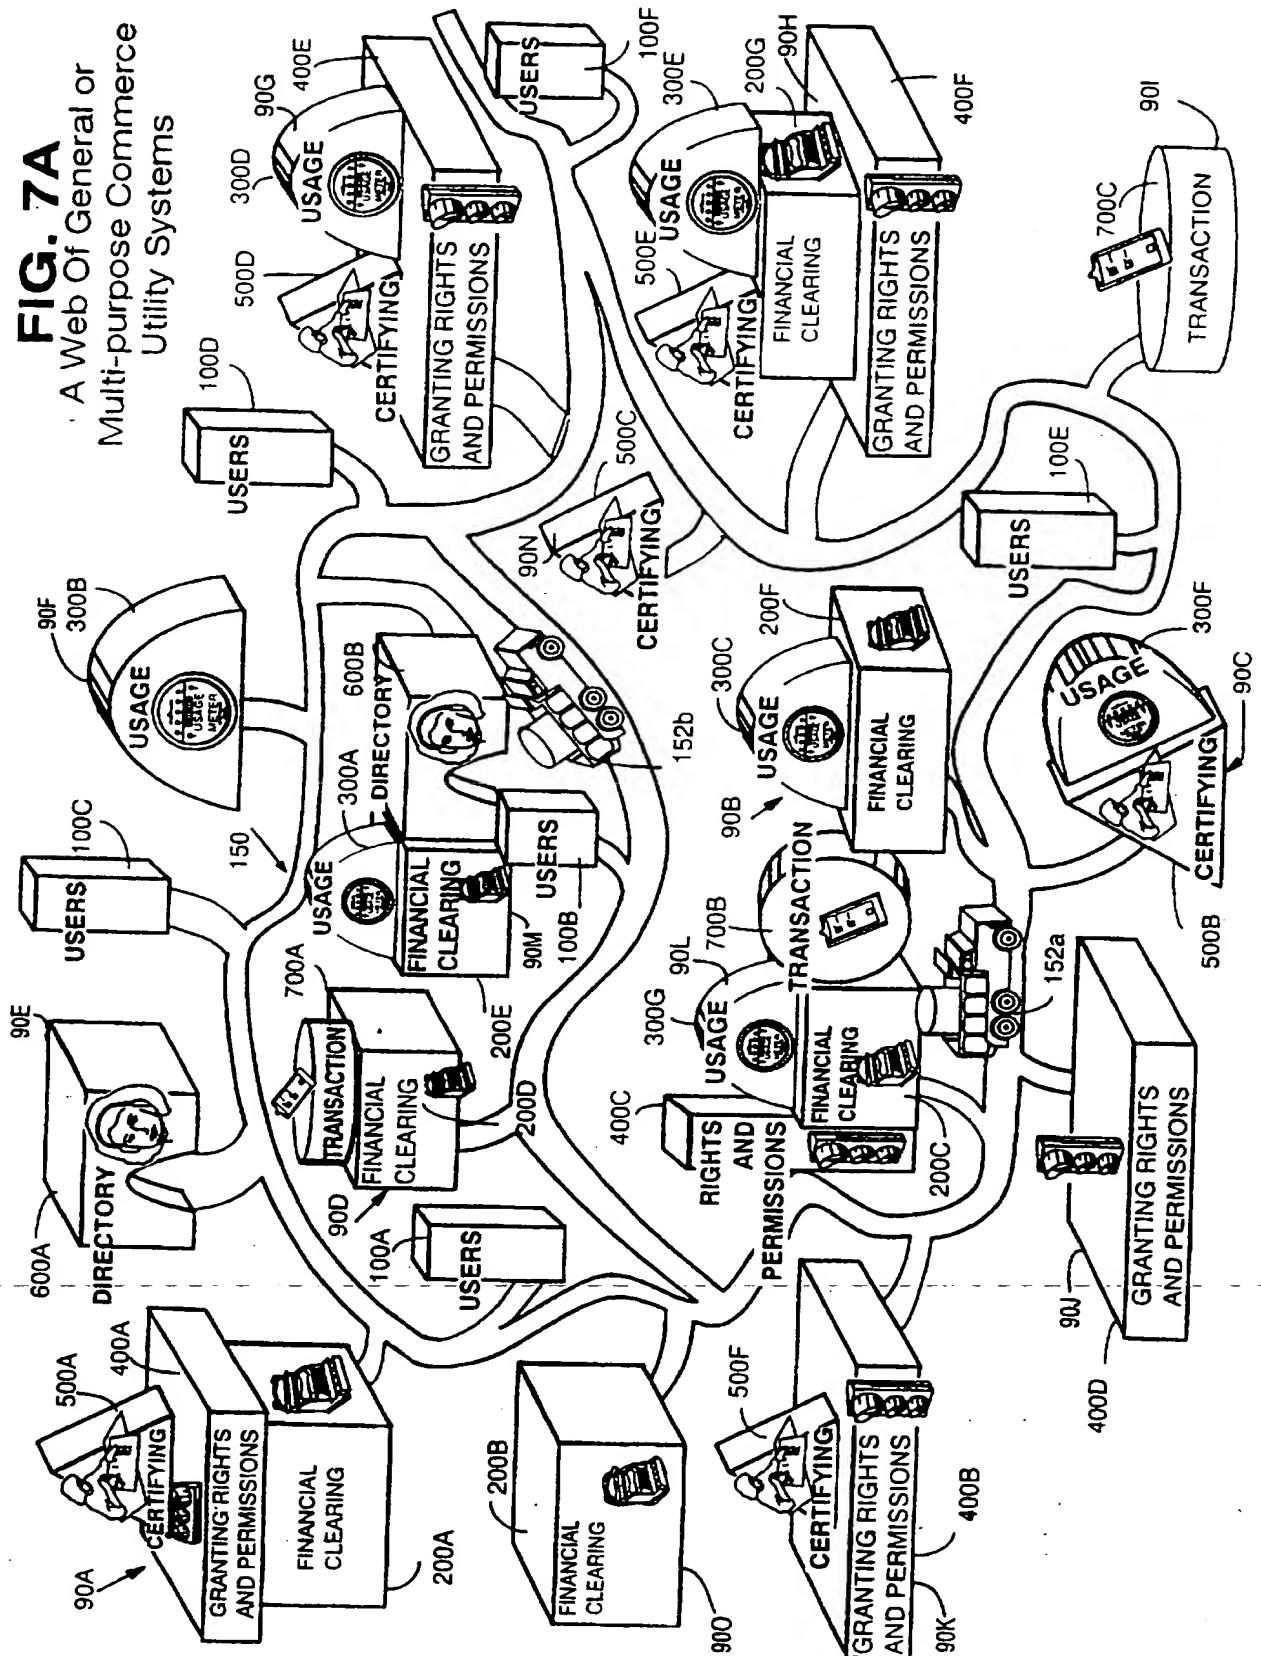 FIG. 7A
A Web Of General or
Multi-purpose Commerce
Utility Systems
90A
500A
400A
CERTIFYING
GRANTING RIGHTS
AND PERMISSIONS
FINANCIAL
CLEARING
200A
600A
90E
DIRECTORY
100C
USERS
150
90F
300B
USAGE
USAGE
METER
100D
USERS
500D
300D
90G
400E
USAGE
USAGE
METER
CERTIFYING
GRANTING RIGHTS
AND PERMISSIONS
USERS
100F
100A
USERS
90D
700A
TRANSACTION
FINANCIAL
CLEARING
200D
300A
USAGE
DIRECTORY
600B
FINANCIAL
CLEARING
90M
200E
USERS
100B
152b
90N
500C
CERTIFYING
500E
300E
200G
90H
USAGE
CERTIFYING
FINANCIAL
CLEARING
GRANTING RIGHTS
AND PERMISSIONS
400F
200B
FINANCIAL
CLEARING
90O
400C
RIGHTS
AND
PERMISSIONS
300G
90L
700B
USAGE
TRANSACTION
FINANCIAL
CLEARING
200C
152a
90B
300C
200F
USAGE
FINANCIAL
CLEARING
USERS
100E
700C
90I
TRANSACTION
500F
CERTIFYING
GRANTING RIGHTS
AND PERMISSIONS
400B
90K
90J
GRANTING RIGHTS
AND PERMISSIONS
400D
USAGE
300F
CERTIFYING
500B
90C